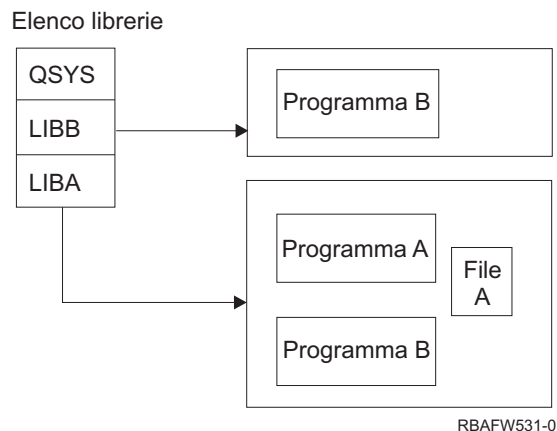 Elenco librerie
QSYS
LIBB
LIBA
Programma B
Programma A
File
A
Programma B
RBAFW531-0